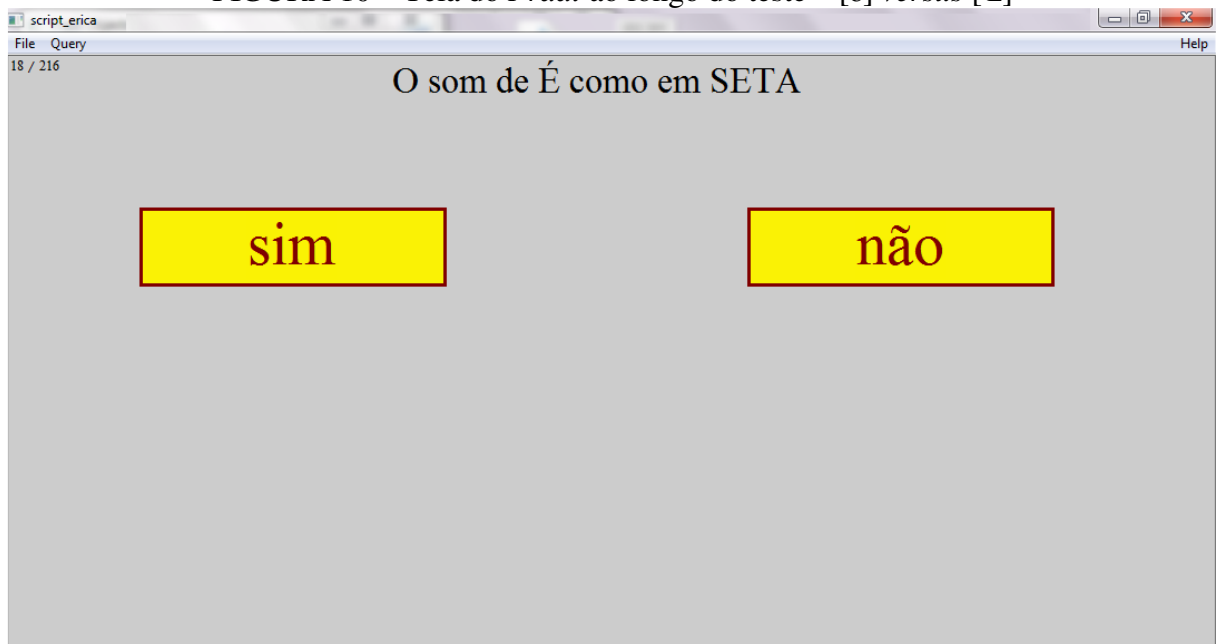 script_erica
File Query Help
18 / 216
O som de É como em SETA
sim não